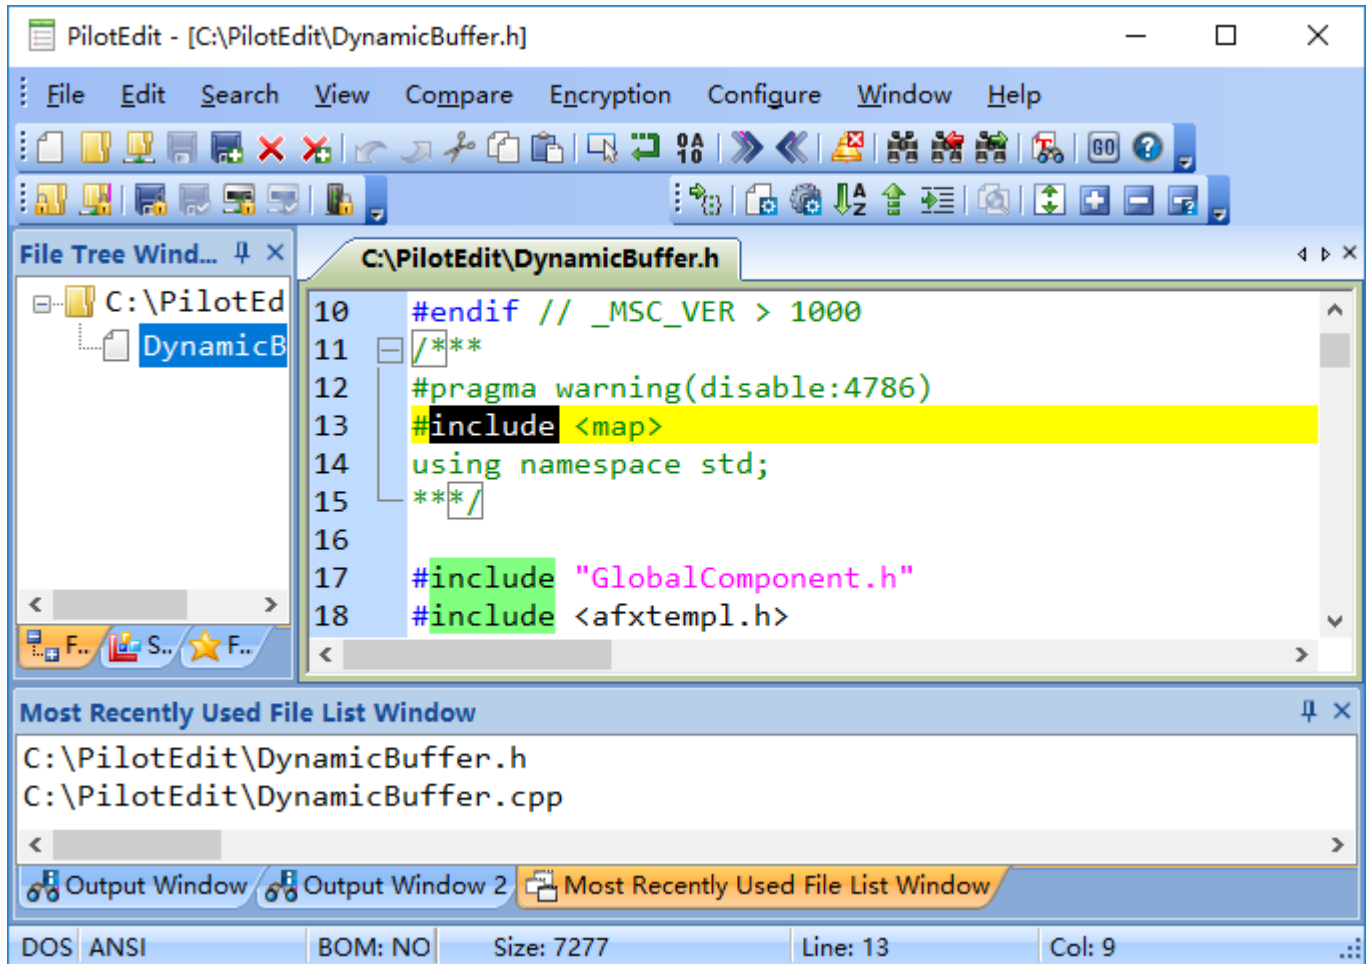 PilotEdit - [C:\PilotEdit\DynamicBuffer.h]
File Edit Search View Compare Encryption Configure Window Help
File Tree Wind...
C:\PilotEd
DynamicB
C:\PilotEdit\DynamicBuffer.h
10 #endif // _MSC_VER > 1000
11 /***
12 #pragma warning(disable:4786)
13 #include <map>
14 using namespace std;
15 ***/
16
17 #include "GlobalComponent.h"
18 #include <afxtempl.h>
F.. S.. F..
Most Recently Used File List Window
C:\PilotEdit\DynamicBuffer.h
C:\PilotEdit\DynamicBuffer.cpp
Output Window Output Window 2 Most Recently Used File List Window
DOS ANSI BOM: NO Size: 7277 Line: 13 Col: 9